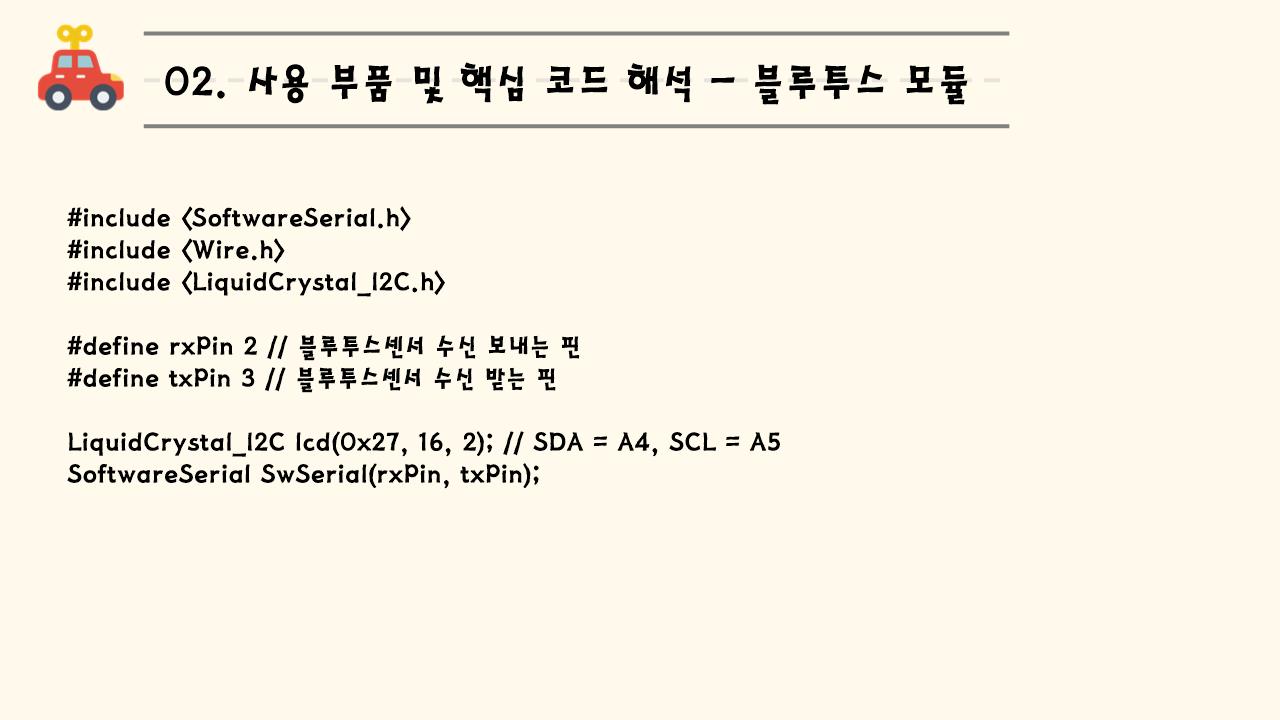 02. 사용 부품 및 핵심 코드 해석 - 블루투스 모듈
#include <SoftwareSerial.h>
#include <Wire.h>
#include <LiquidCrystal_I2C.h>
#define rxPin 2 // 블루투스센서 수신 보내는 핀
#define txPin 3 // 블루투스센서 수신 받는 핀
LiquidCrystal_I2C lcd(0x27, 16, 2); // SDA = A4, SCL = A5
SoftwareSerial SwSerial(rxPin, txPin);